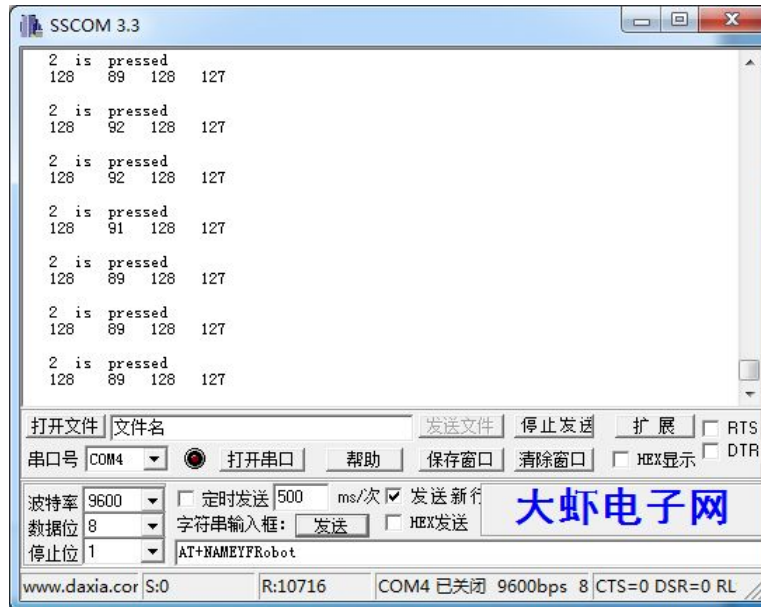 SSCOM 3.3
2 is pressed
128 89 128 127
2 is pressed
128 92 128 127
2 is pressed
128 92 128 127
2 is pressed
128 91 128 127
2 is pressed
128 89 128 127
2 is pressed
128 89 128 127
2 is pressed
128 89 128 127
打开文件 文件名 发送文件 停止发送 扩展 RTS
串口号 COM4 打开串口 帮助 保存窗口 清除窗口 HEX显示 DTR
波特率 9600 定时发送 500 ms/次 发送新行 大虾电子网
数据位 8 字符串输入框： 发送 HEX发送
停止位 1 AT+NAMEYFRobot
www.daxia.cor S:0 R:10716 COM4 已关闭 9600bps 8 CTS=0 DSR=0 RL